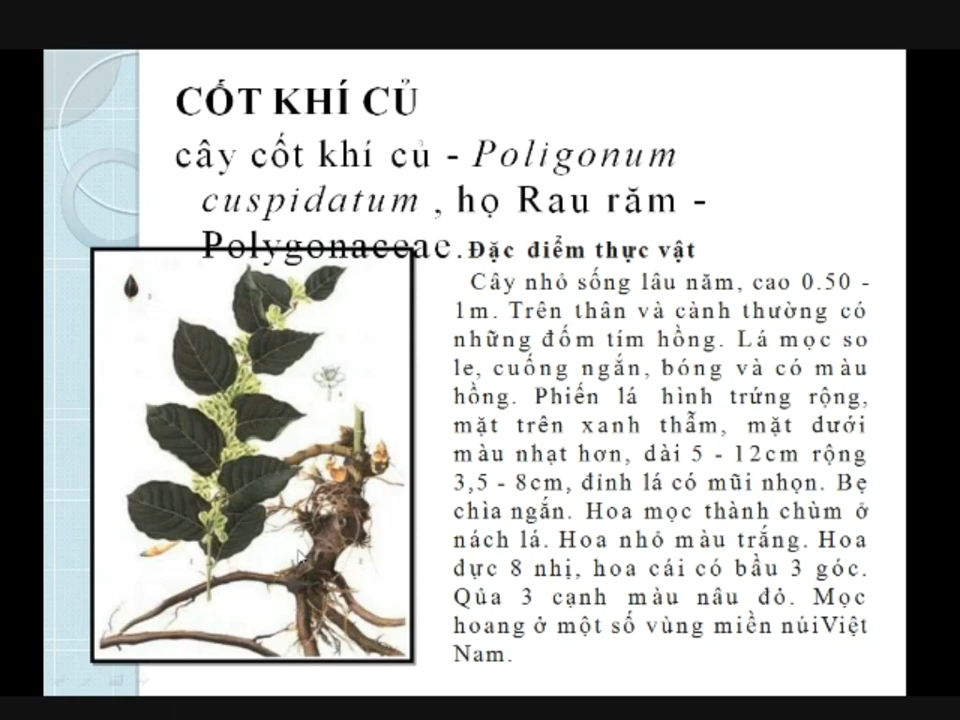 CỐT KHÍ CỦ
cây cốt khí củ - Poligonum
cuspidatum , họ Rau răm -
Polygonaceae.
Đặc điểm thực vật
Cây nhỏ sống lâu năm, cao 0.50 -
1m. Trên thân và cành thường có
những đốm tím hồng. Lá mọc so
le, cuống ngắn, bóng và có màu
hồng. Phiến lá hình trứng rộng,
mặt trên xanh thẫm, mặt dưới
màu nhạt hơn, dài 5 - 12cm rộng
3,5 - 8cm, đỉnh lá có mũi nhọn. Bẹ
chìa ngắn. Hoa mọc thành chùm ở
nách lá. Hoa nhỏ màu trắng. Hoa
đực 8 nhị, hoa cái có bầu 3 góc.
Qủa 3 cạnh màu nâu đỏ. Mọc
hoang ở một số vùng miền núiViệt
Nam.